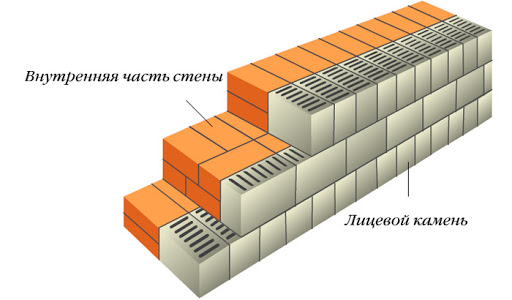 Внутренняя часть стены
Лицевой камень